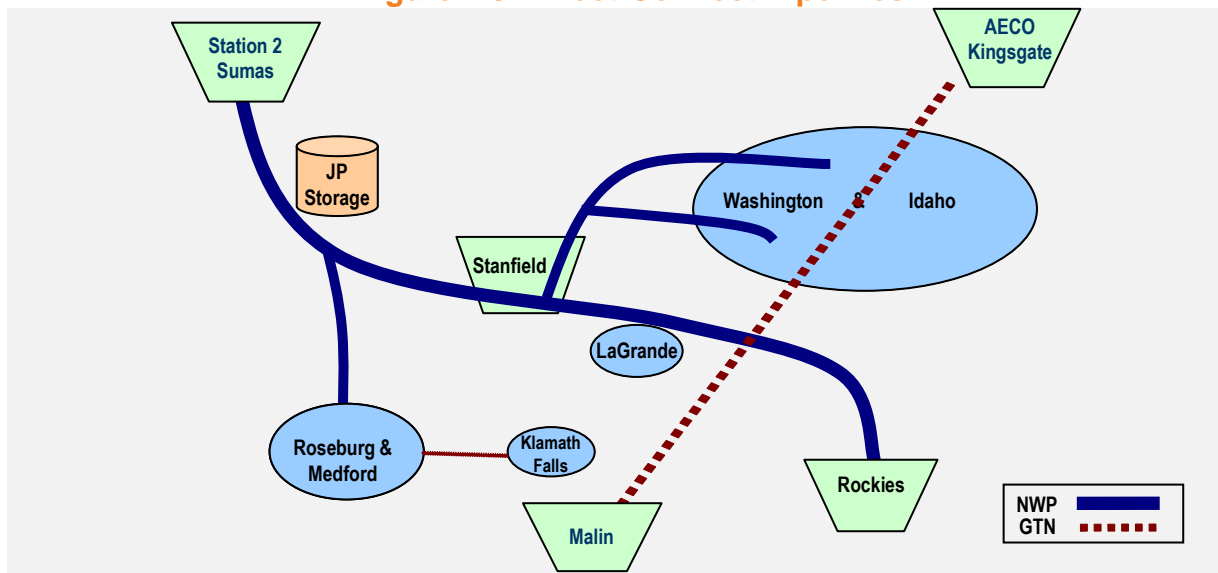 Station 2
Sumas
AECO
Kingsgate
JP
Storage
Washington & Idaho
Stanfield
LaGrande
Roseburg &
Medford
Klamath
Falls
Rockies
Malin
NWP
GTN